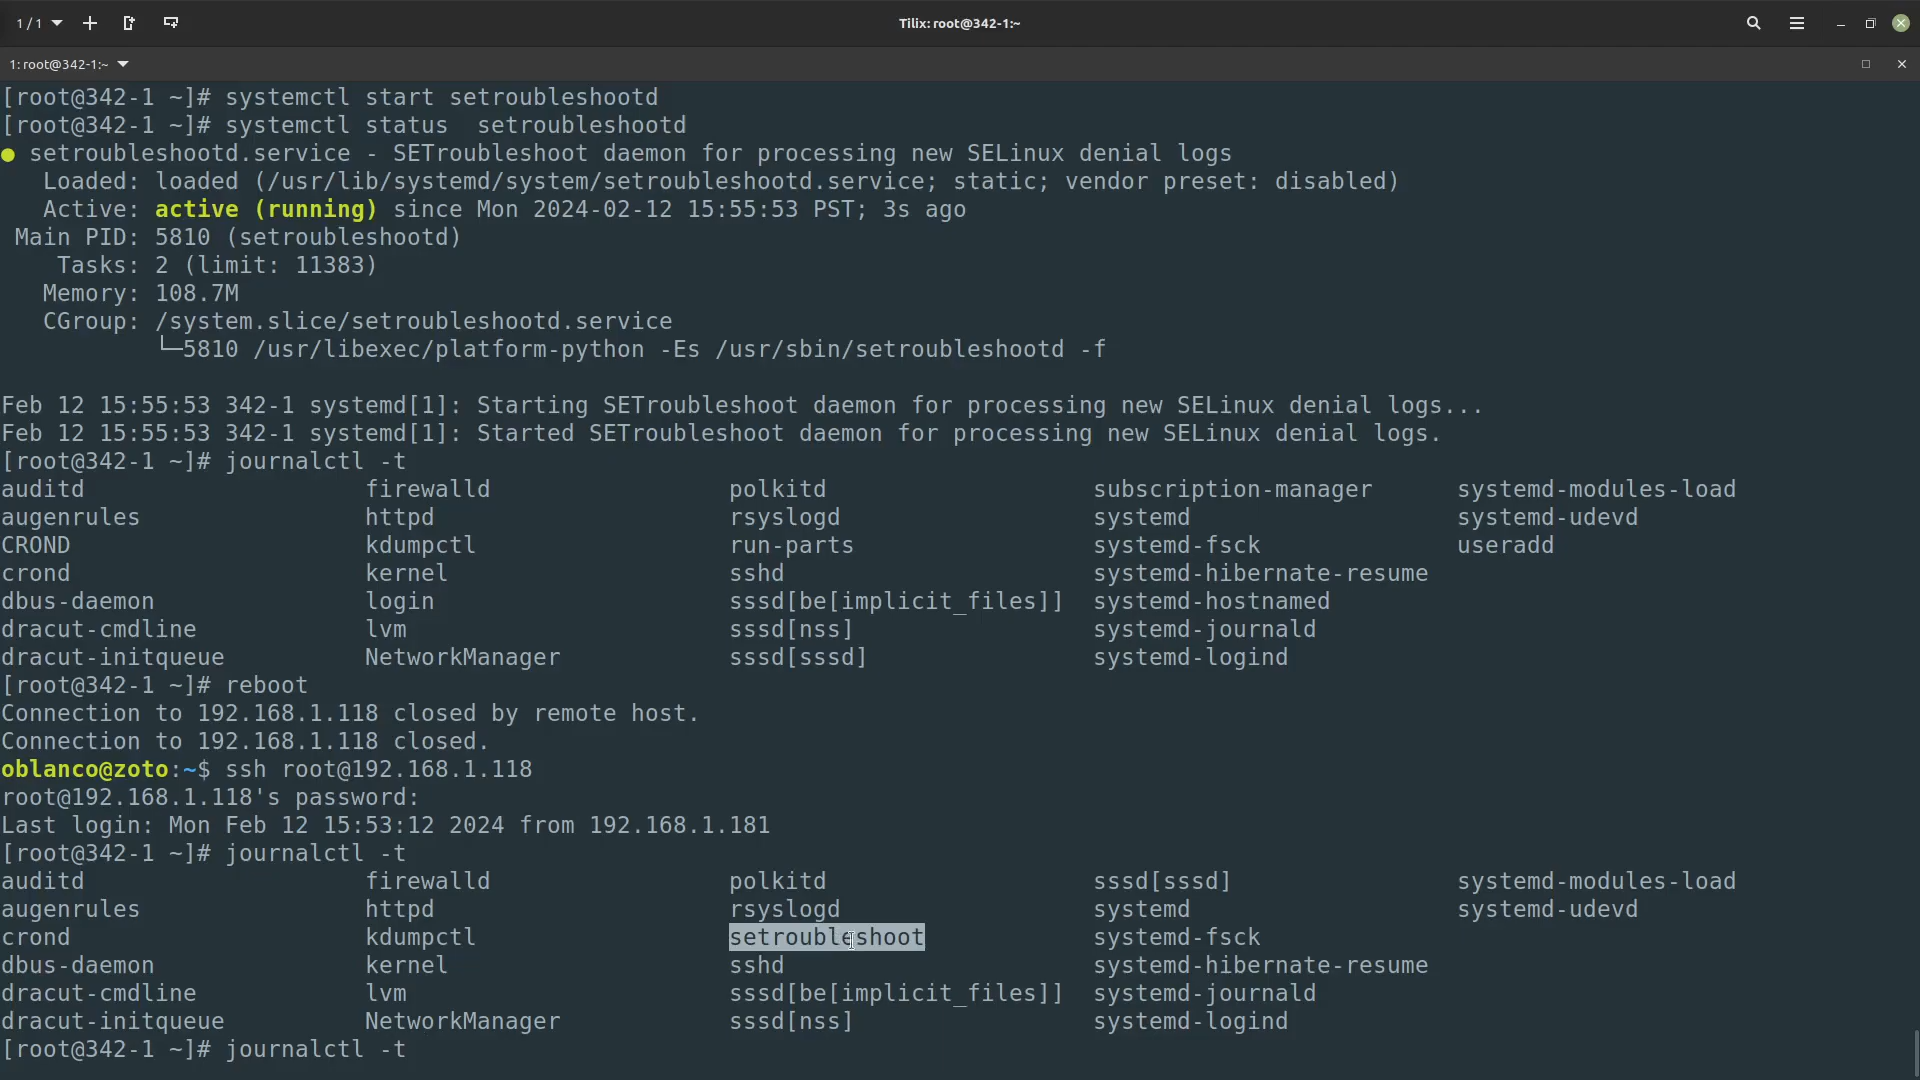 1 / 1
Tilix: root@342-1:~
1: root@342-1:~
[root@342-1 ~]# systemctl start setroubleshootd
[root@342-1 ~]# systemctl status  setroubleshootd
● setroubleshootd.service - SETroubleshoot daemon for processing new SELinux denial logs
   Loaded: loaded (/usr/lib/systemd/system/setroubleshootd.service; static; vendor preset: disabled)
   Active: active (running) since Mon 2024-02-12 15:55:53 PST; 3s ago
 Main PID: 5810 (setroubleshootd)
    Tasks: 2 (limit: 11383)
   Memory: 108.7M
   CGroup: /system.slice/setroubleshootd.service
           └─5810 /usr/libexec/platform-python -Es /usr/sbin/setroubleshootd -f
Feb 12 15:55:53 342-1 systemd[1]: Starting SETroubleshoot daemon for processing new SELinux denial logs...
Feb 12 15:55:53 342-1 systemd[1]: Started SETroubleshoot daemon for processing new SELinux denial logs.
[root@342-1 ~]# journalctl -t
auditd                    firewalld                 polkitd                   subscription-manager      systemd-modules-load
augenrules                httpd                     rsyslogd                  systemd                   systemd-udevd
CROND                     kdumpctl                  run-parts                 systemd-fsck              useradd
crond                     kernel                    sshd                      systemd-hibernate-resume
dbus-daemon               login                     sssd[be[implicit_files]]  systemd-hostnamed
dracut-cmdline            lvm                       sssd[nss]                 systemd-journald
dracut-initqueue          NetworkManager            sssd[sssd]                systemd-logind
[root@342-1 ~]# reboot
Connection to 192.168.1.118 closed by remote host.
Connection to 192.168.1.118 closed.
oblanco@zoto:~$ ssh root@192.168.1.118
root@192.168.1.118's password:
Last login: Mon Feb 12 15:53:12 2024 from 192.168.1.181
[root@342-1 ~]# journalctl -t
auditd                    firewalld                 polkitd                   sssd[sssd]                systemd-modules-load
augenrules                httpd                     rsyslogd                  systemd                   systemd-udevd
crond                     kdumpctl                  setroubleshoot            systemd-fsck
dbus-daemon               kernel                    sshd                      systemd-hibernate-resume
dracut-cmdline            lvm                       sssd[be[implicit_files]]  systemd-journald
dracut-initqueue          NetworkManager            sssd[nss]                 systemd-logind
[root@342-1 ~]# journalctl -t